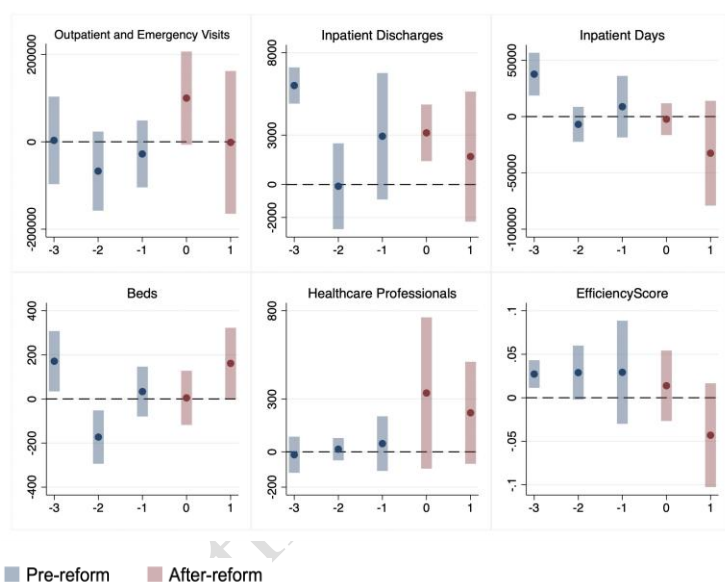 Outpatient and Emergency Visits
200000
0
-200000
-3 -2 -1 0 1
Inpatient Discharges
8000
3000
0
2000
-3 -2 -1 0 1
Inpatient Days
50000
0
-50000
-100000
-3 -2 -1 0 1
Beds
400
200
0
200
-400
-3 -2 -1 0 1
Healthcare Professionals
800
300
0
-200
-3 -2 -1 0 1
EfficiencyScore
.1
.05
0
-.05
-.1
-3 -2 -1 0 1
Pre-reform After-reform